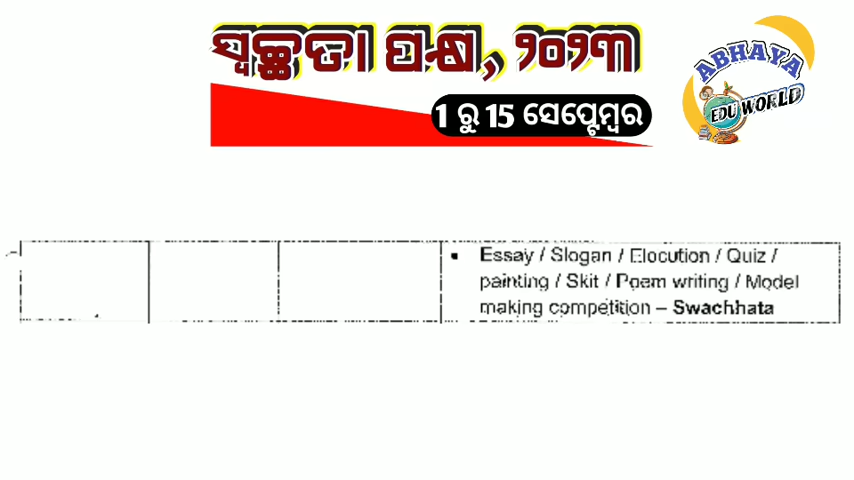 ସ୍ୱଚ୍ଛତା ପକ୍ଷ, ୨୦୨୩
1 ରୁ 15 ସେପ୍ଟେମ୍ବର
ABHAYA
EDU WORLD
▪ Essay / Slogan / Elocution / Quiz /
painting / Skit / Poem writing / Model
making competition – Swachhata